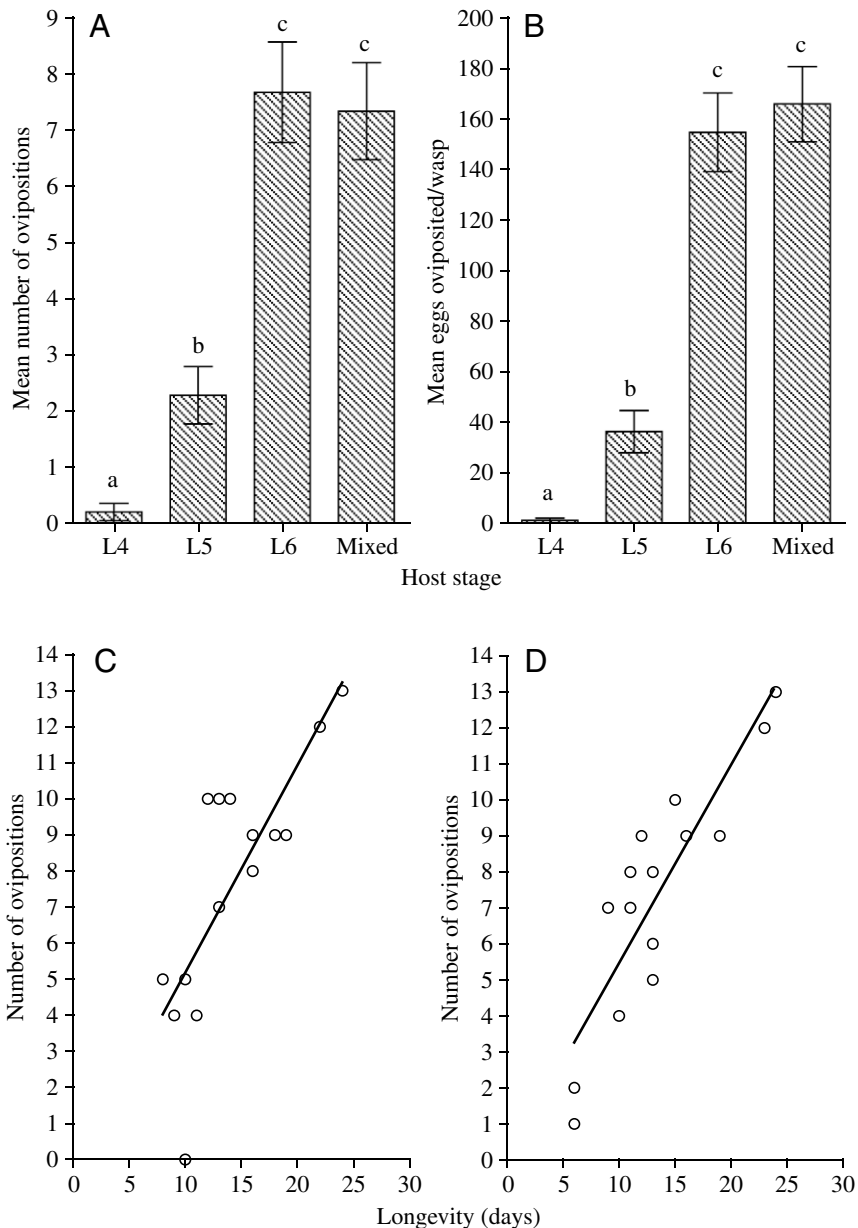 A
9
8
7
6
5
4
3
2
1
0
Mean number of ovipositions
a
b
c
c
L4 L5 L6 Mixed
B
200
180
160
140
120
100
80
60
40
20
0
Mean eggs oviposited/wasp
a
b
c
c
L4 L5 L6 Mixed
Host stage
C
14
13
12
11
10
9
8
7
6
5
4
3
2
1
0
Number of ovipositions
0 5 10 15 20 25 30
D
14
13
12
11
10
9
8
7
6
5
4
3
2
1
0
Number of ovipositions
0 5 10 15 20 25 30
Longevity (days)